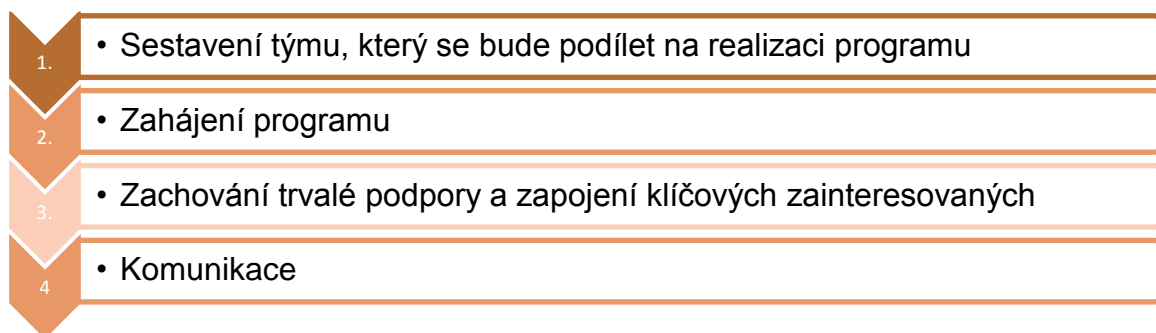 1.
• Sestavení týmu, který se bude podílet na realizaci programu
2.
• Zahájení programu
3.
• Zachování trvalé podpory a zapojení klíčových zainteresovaných
4
• Komunikace